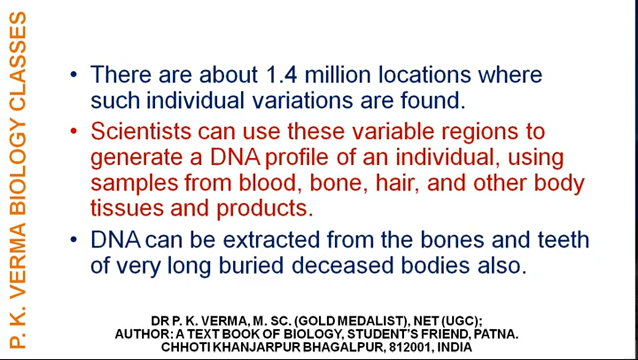 P. K. VERMA BIOLOGY CLASSES
• There are about 1.4 million locations where
such individual variations are found.
• Scientists can use these variable regions to
generate a DNA profile of an individual, using
samples from blood, bone, hair, and other body
tissues and products.
• DNA can be extracted from the bones and teeth
of very long buried deceased bodies also.
DR P. K. VERMA, M. SC. (GOLD MEDALIST), NET (UGC);
AUTHOR: A TEXT BOOK OF BIOLOGY, STUDENT'S FRIEND, PATNA.
CHHOTI KHANJARPUR BHAGALPUR, 812001, INDIA